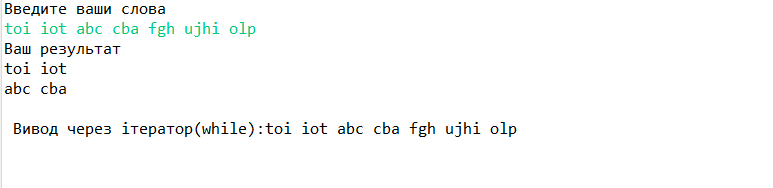 Введите ваши слова
toi iot abc cba fgh ujhi olp
Ваш результат
toi iot
abc cba
Вивод через ітератор(while):toi iot abc cba fgh ujhi olp